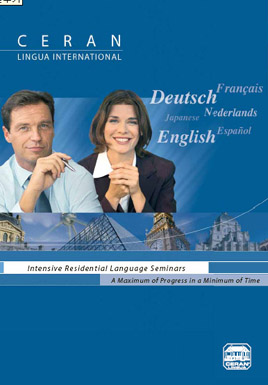 CERAN
LINGUA INTERNATIONAL
Français
Deutsch
Nederlands
Japanese
Español
English
Intensive Residential Language Seminars
A Maximum of Progress in a Minimum of Time
CERAN